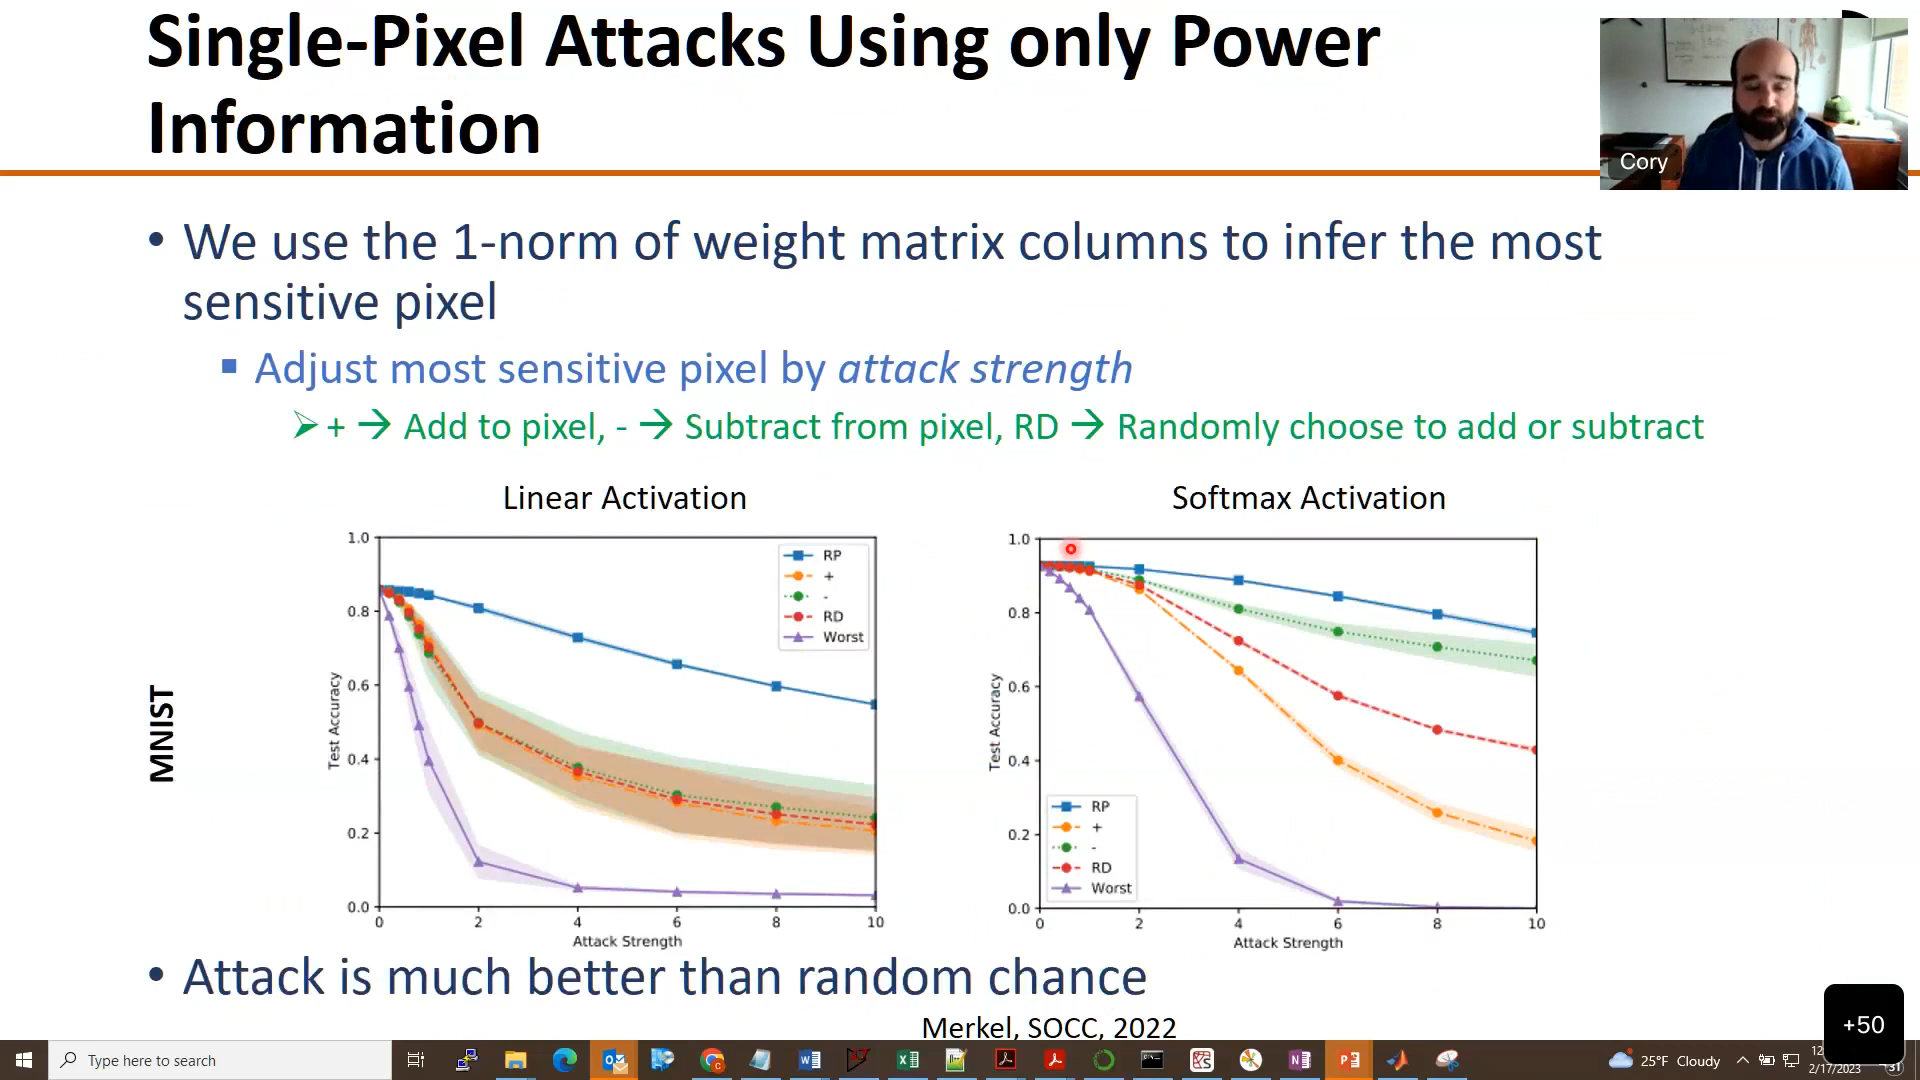 Single-Pixel Attacks Using only Power
Information
Cory
• We use the 1-norm of weight matrix columns to infer the most
sensitive pixel
▪ Adjust most sensitive pixel by attack strength
➢ + → Add to pixel, - → Subtract from pixel, RD → Randomly choose to add or subtract
Linear Activation
Softmax Activation
MNIST
1.0
0.8
0.6
0.4
0.2
0.0
Test Accuracy
RP
+
-
RD
Worst
0 2 4 6 8 10
Attack Strength
1.0
0.8
0.6
0.4
0.2
0.0
Test Accuracy
RP
+
-
RD
Worst
0 2 4 6 8 10
Attack Strength
• Attack is much better than random chance
Merkel, SOCC, 2022
+50
Type here to search
25°F Cloudy
12
2/17/2023
31